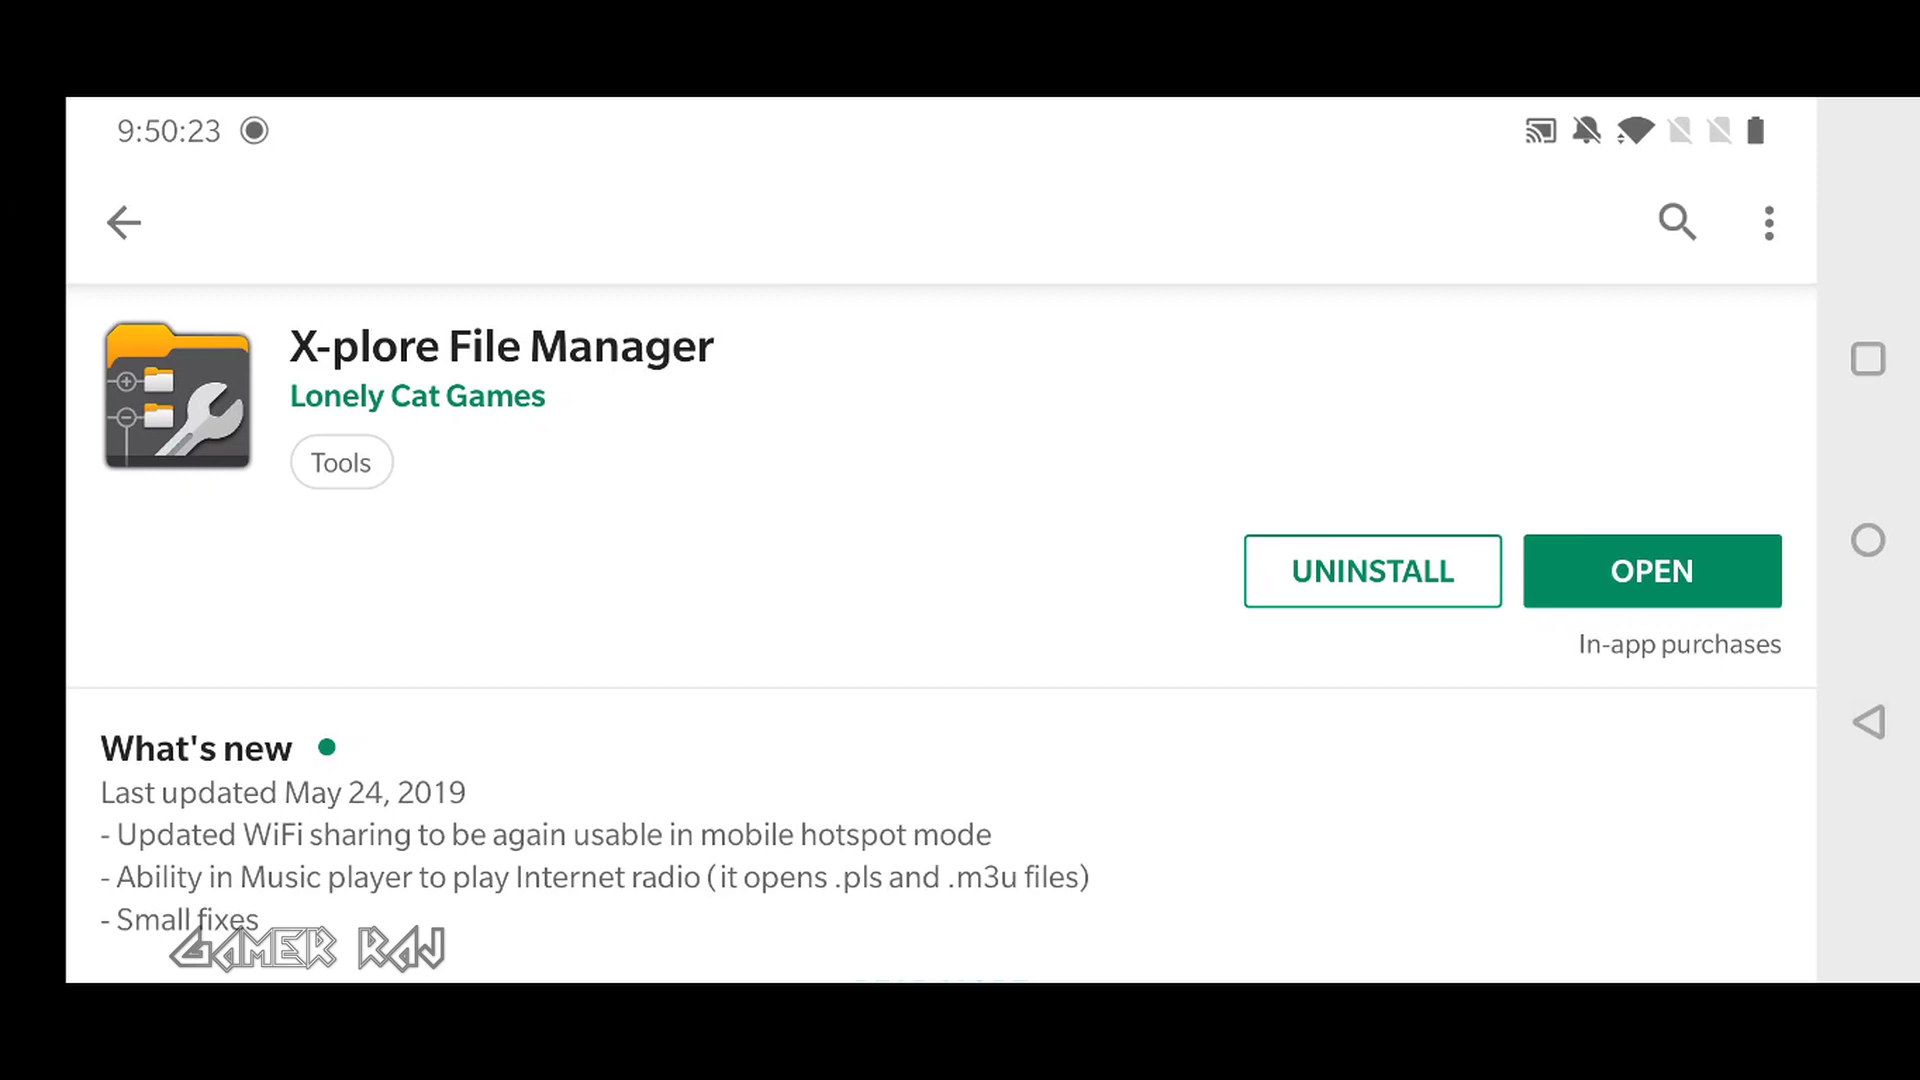 9:50:23
X-plore File Manager
Lonely Cat Games
Tools
UNINSTALL
OPEN
In-app purchases
What's new
Last updated May 24, 2019
- Updated WiFi sharing to be again usable in mobile hotspot mode
- Ability in Music player to play Internet radio (it opens .pls and .m3u files)
- Small fixes
GAMER RAJ